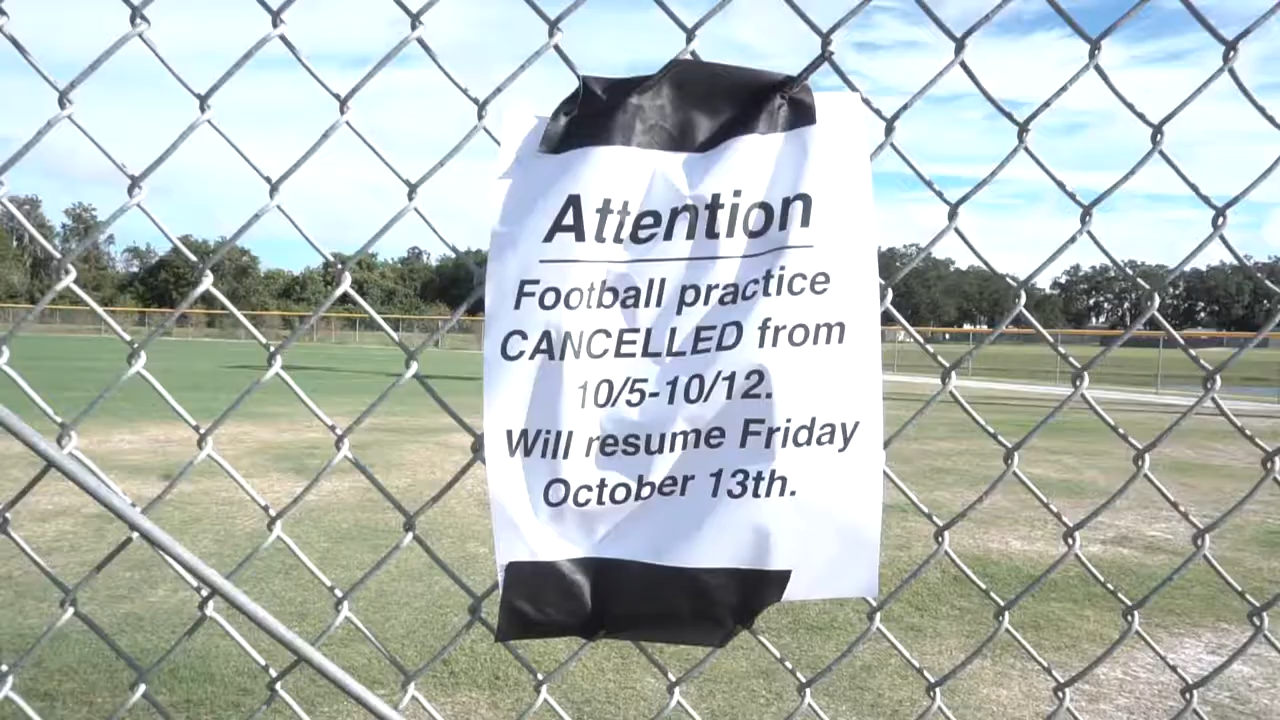 Attention
Football practice
CANCELLED from
10/5-10/12.
Will resume Friday
October 13th.